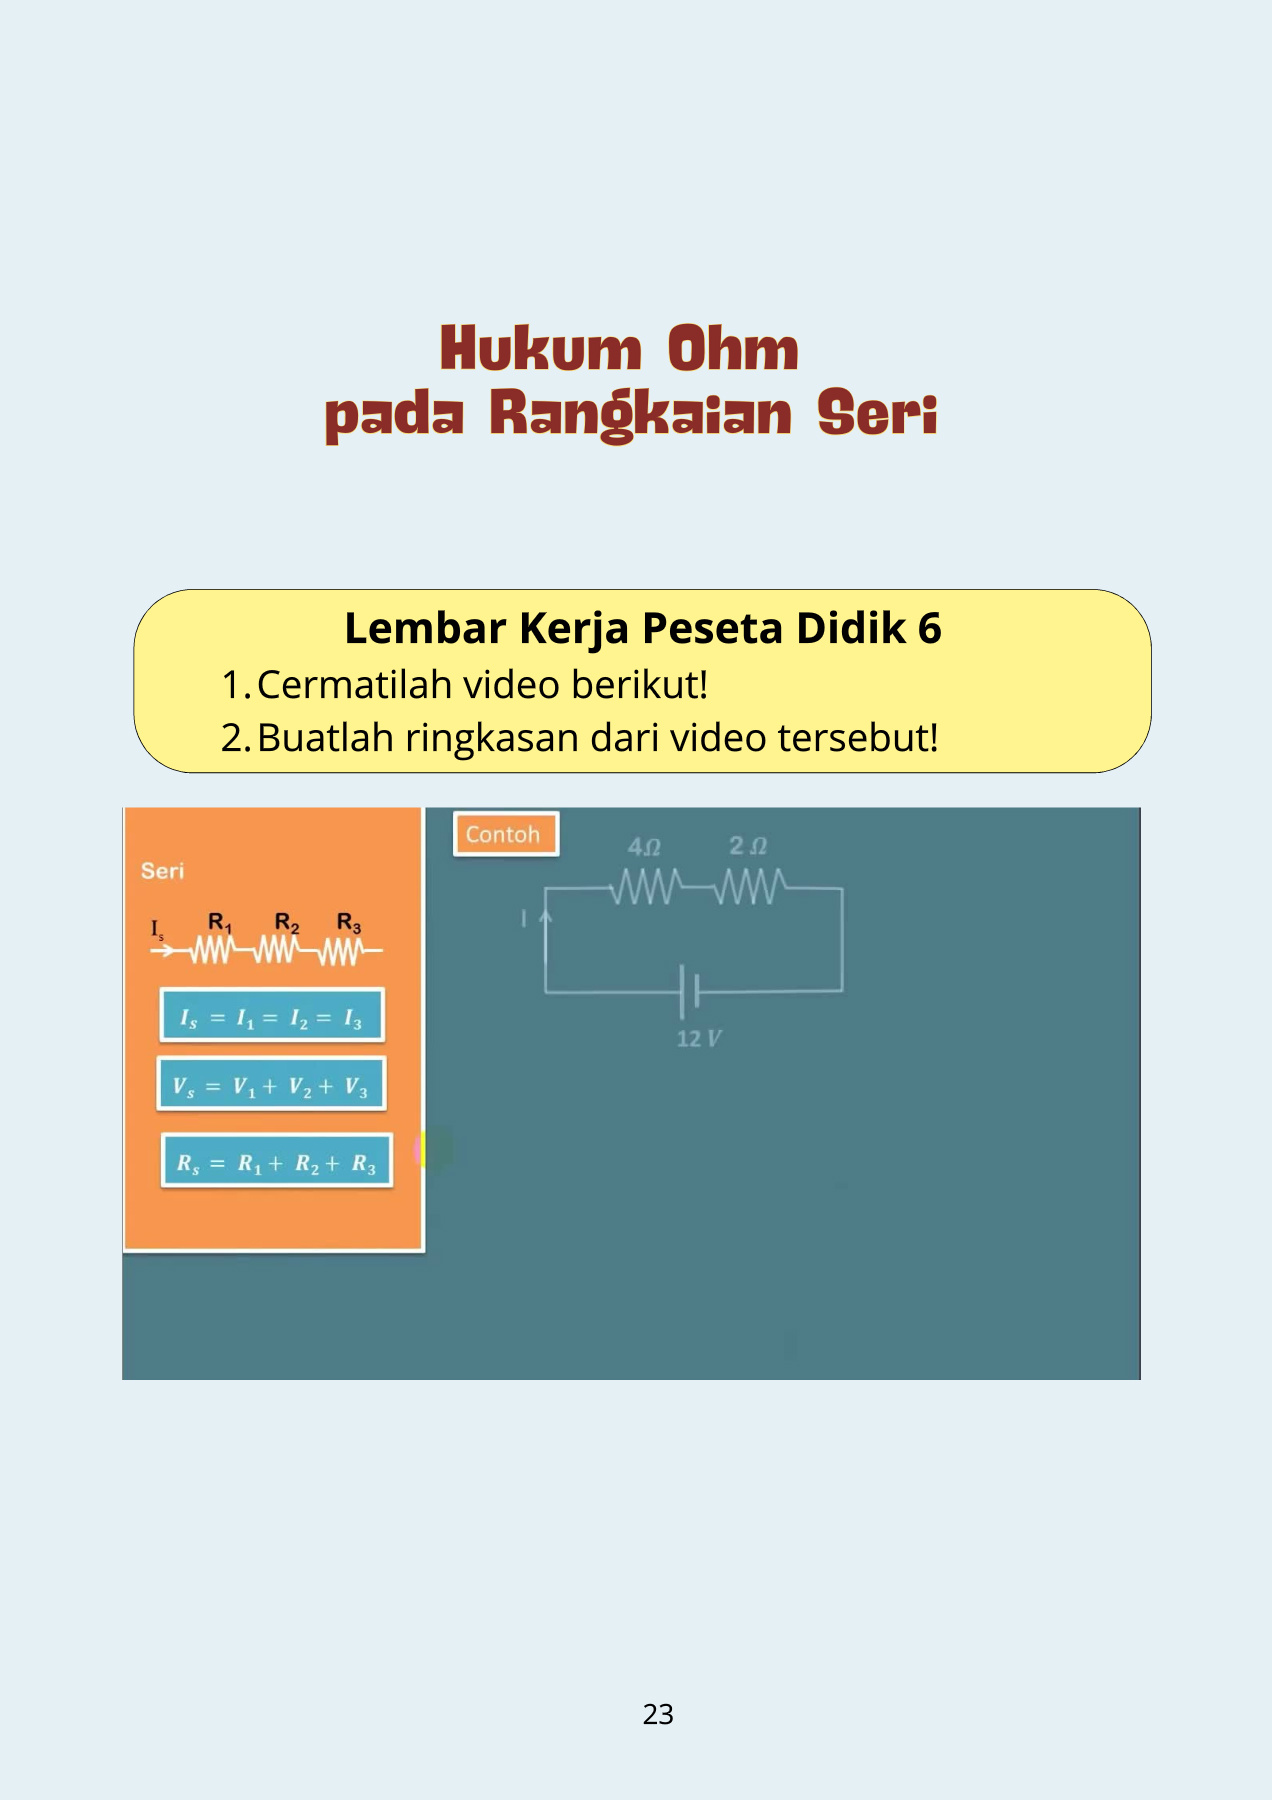 Hukum Ohm
pada Rangkaian Seri
Lembar Kerja Peseta Didik 6
1. Cermatilah video berikut!
2. Buatlah ringkasan dari video tersebut!
Seri
Iₛ R₁ R₂ R₃
Iₛ = I₁ = I₂ = I₃
Vₛ = V₁ + V₂ + V₃
Rₛ = R₁ + R₂ + R₃
Contoh
4Ω 2 Ω
I
12 V
23